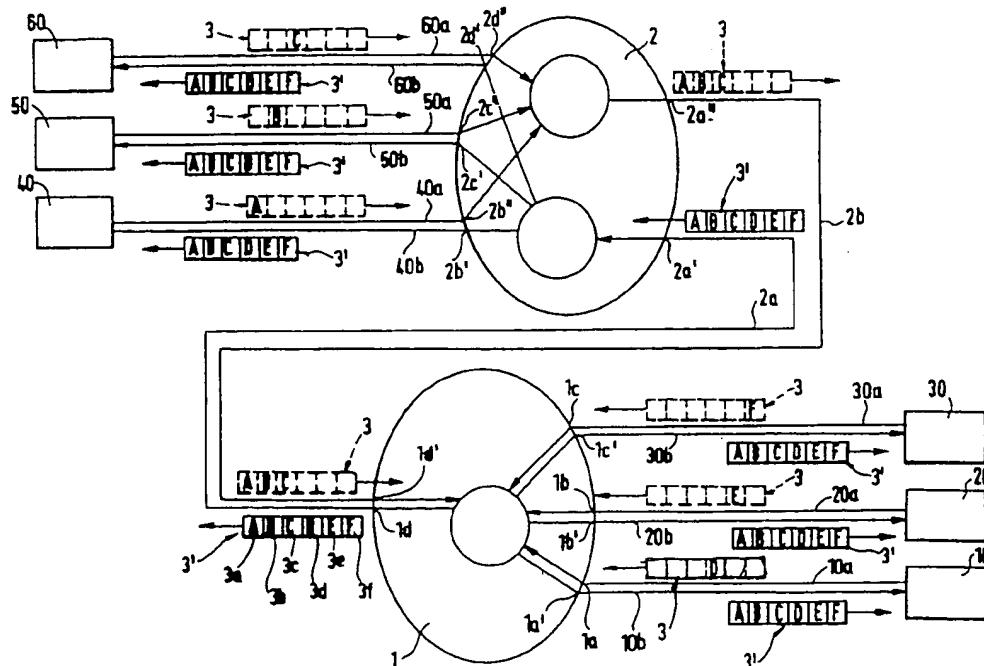 60
3
C
60a
2d"
2d'
2
3
A B C
60b
A B C D E F
3'
50
3
B
50a
2c"
2a"
50b
A B C D E F
3'
2c'
3'
40
3
A
40a
2b"
A B C D E F
2b
A B C D E F
3'
40b
2b'
2a'
2a
1c
3
30a
30
F
3
A B C
1d'
1c'
30b
A B C D E F
3'
1b
E
3
20a
1d
1b'
20b
A B C D E F
3'
3'
A B C D E F
3a
3b
3c
3d
3e
3f
D
10a
1a'
1a
10b
3
A B C D E F
3'
1